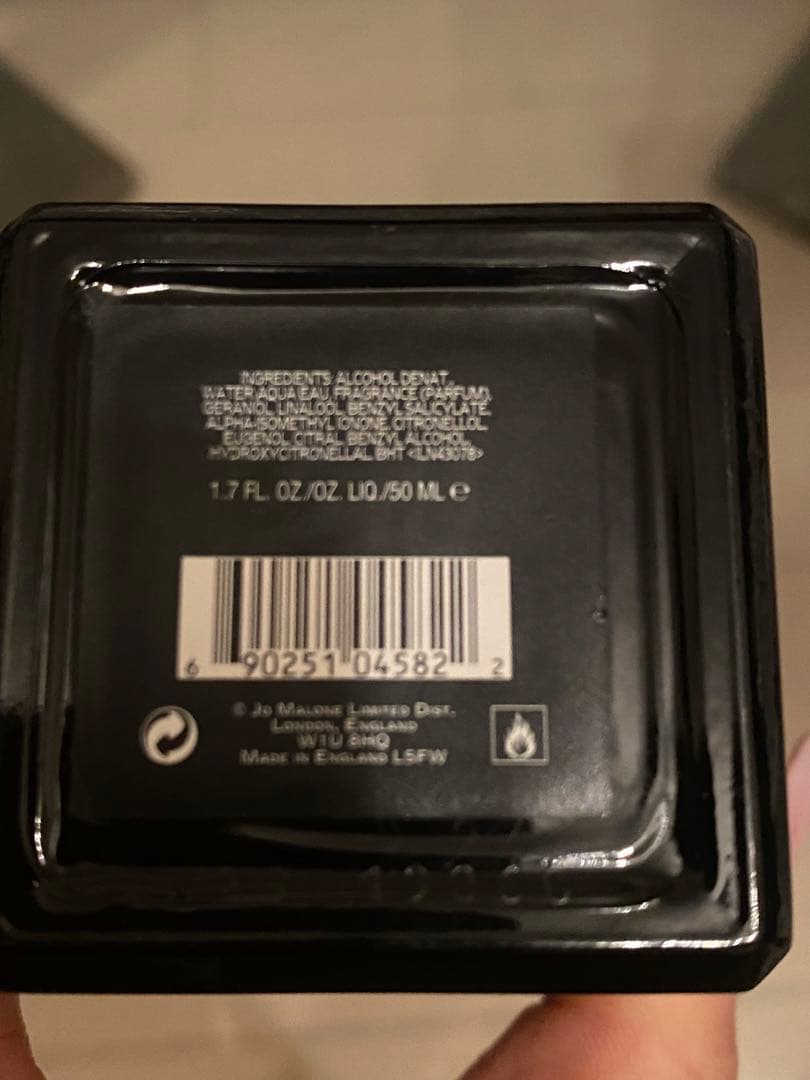 INGREDIENTS: ALCOHOL DENAT.,
WATER\AQUA\EAU, FRAGRANCE (PARFUM),
GERANIOL, LINALOOL, BENZYL SALICYLATE,
ALPHA-ISOMETHYL IONONE, CITRONELLOL,
EUGENOL, CITRAL, BENZYL ALCOHOL,
HYDROXYCITRONELLAL, BHT <ILN43078>
1.7 FL. OZ./OZ. LIQ./50 ML ℮
6 90251 04582 2
© Jo Malone Limited Dist.
London, England
W1U 8HQ
Made in England L5FW